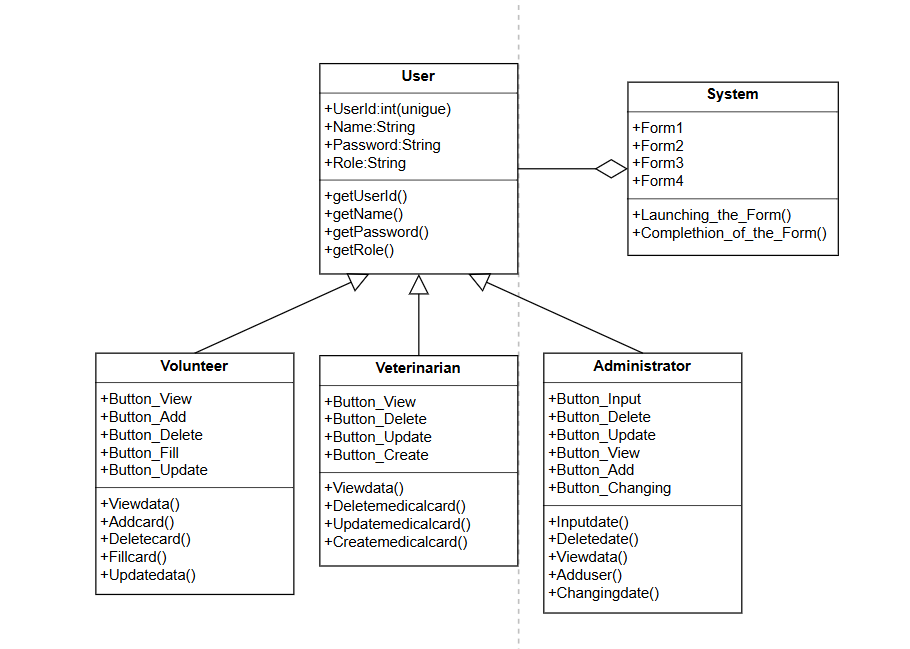 User
+UserId:int(unigue)
+Name:String
+Password:String
+Role:String
+getUserId()
+getName()
+getPassword()
+getRole()
System
+Form1
+Form2
+Form3
+Form4
+Launching_the_Form()
+Complethion_of_the_Form()
Volunteer
+Button_View
+Button_Add
+Button_Delete
+Button_Fill
+Button_Update
+Viewdata()
+Addcard()
+Deletecard()
+Fillcard()
+Updatedata()
Veterinarian
+Button_View
+Button_Delete
+Button_Update
+Button_Create
+Viewdata()
+Deletemedicalcard()
+Updatemedicalcard()
+Createmedicalcard()
Administrator
+Button_Input
+Button_Delete
+Button_Update
+Button_View
+Button_Add
+Button_Changing
+Inputdate()
+Deletedate()
+Viewdata()
+Adduser()
+Changingdate()